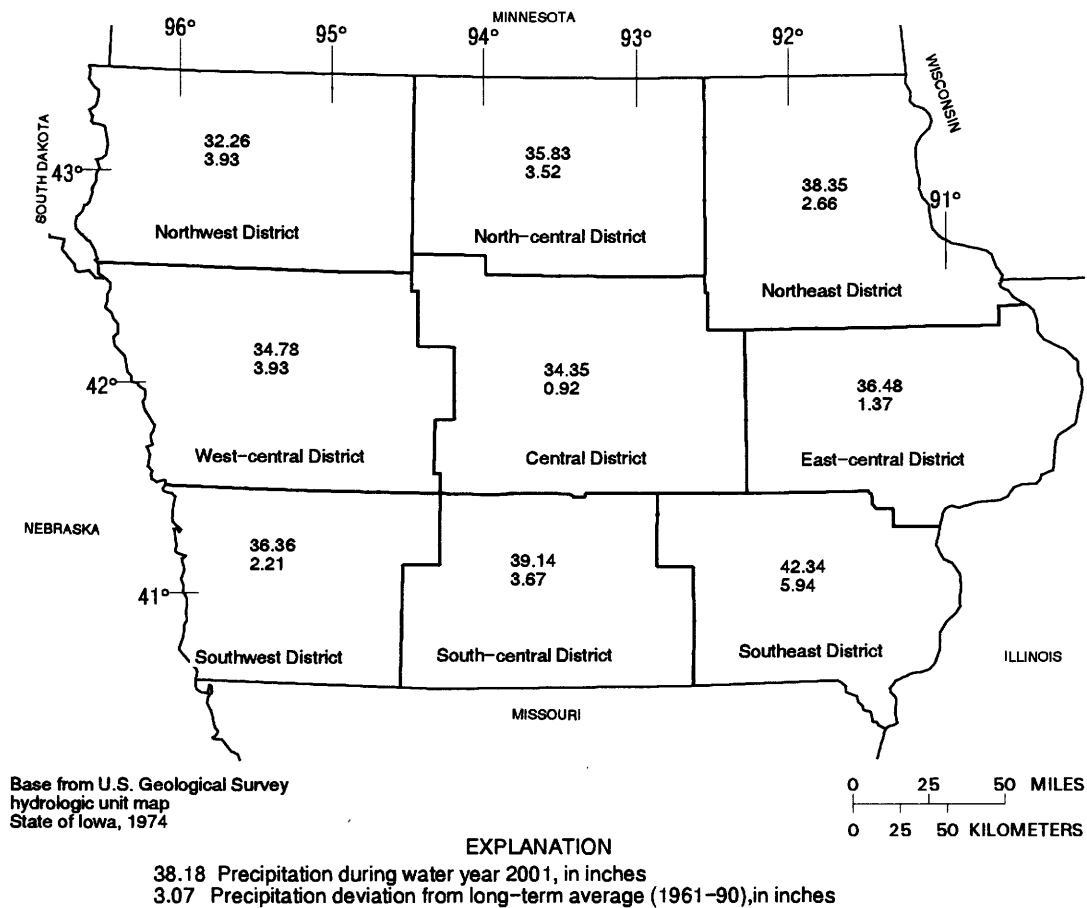 MINNESOTA
96° 95° 94° 93° 92°
WISCONSIN
SOUTH DAKOTA
43°
91°
32.26
3.93
Northwest District
35.83
3.52
North-central District
38.35
2.66
Northeast District
42°
34.78
3.93
West-central District
34.35
0.92
Central District
36.48
1.37
East-central District
NEBRASKA
41°
36.36
2.21
Southwest District
39.14
3.67
South-central District
42.34
5.94
Southeast District
ILLINOIS
MISSOURI
Base from U.S. Geological Survey
hydrologic unit map
State of Iowa, 1974
0 25 50 MILES
0 25 50 KILOMETERS
EXPLANATION
38.18 Precipitation during water year 2001, in inches
3.07 Precipitation deviation from long-term average (1961-90),in inches